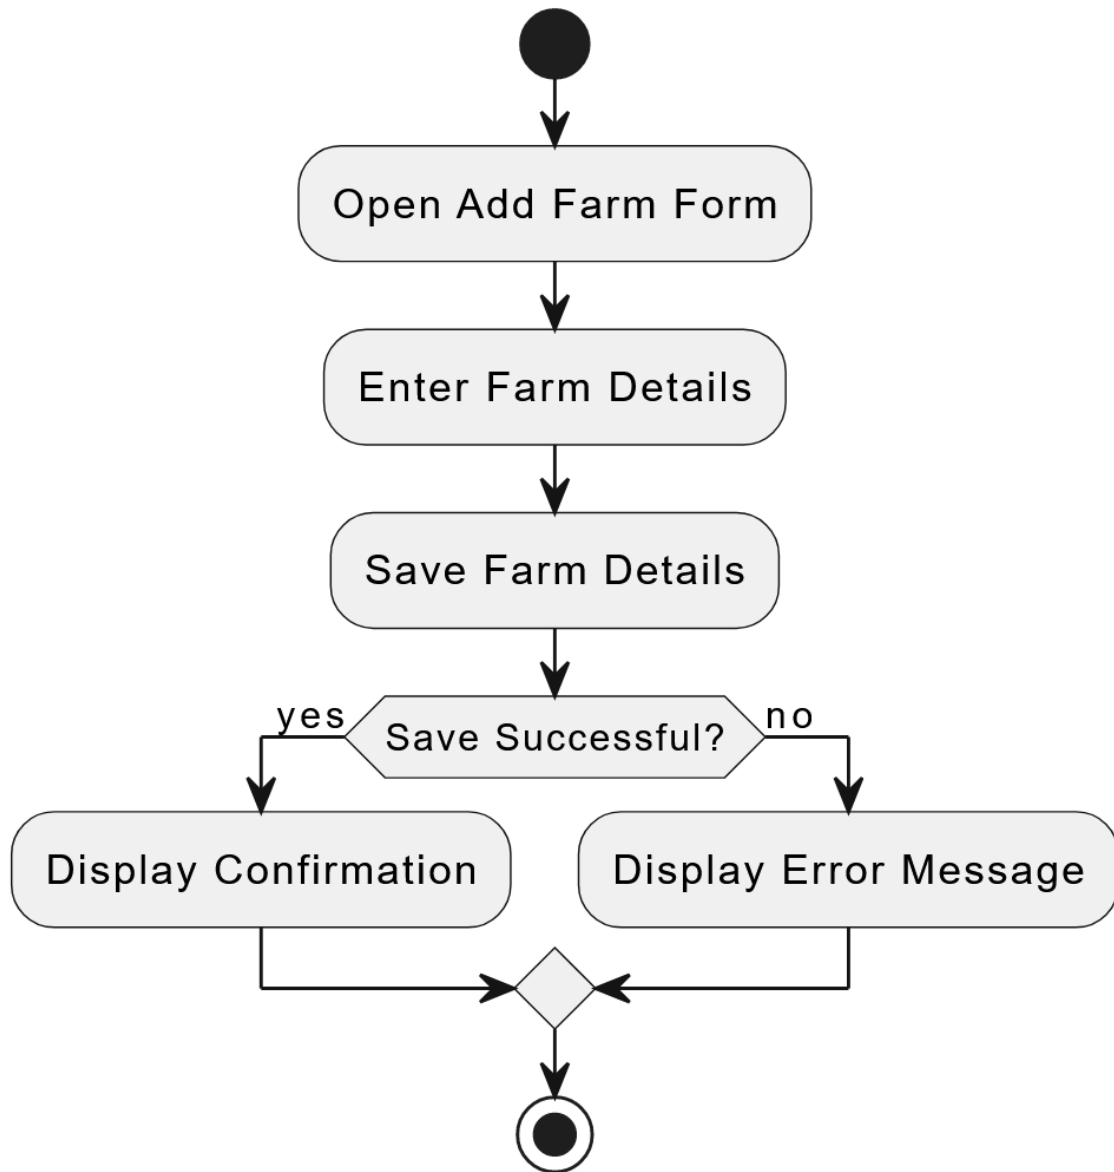 Open Add Farm Form
Enter Farm Details
Save Farm Details
yes
Save Successful?
no
Display Confirmation
Display Error Message